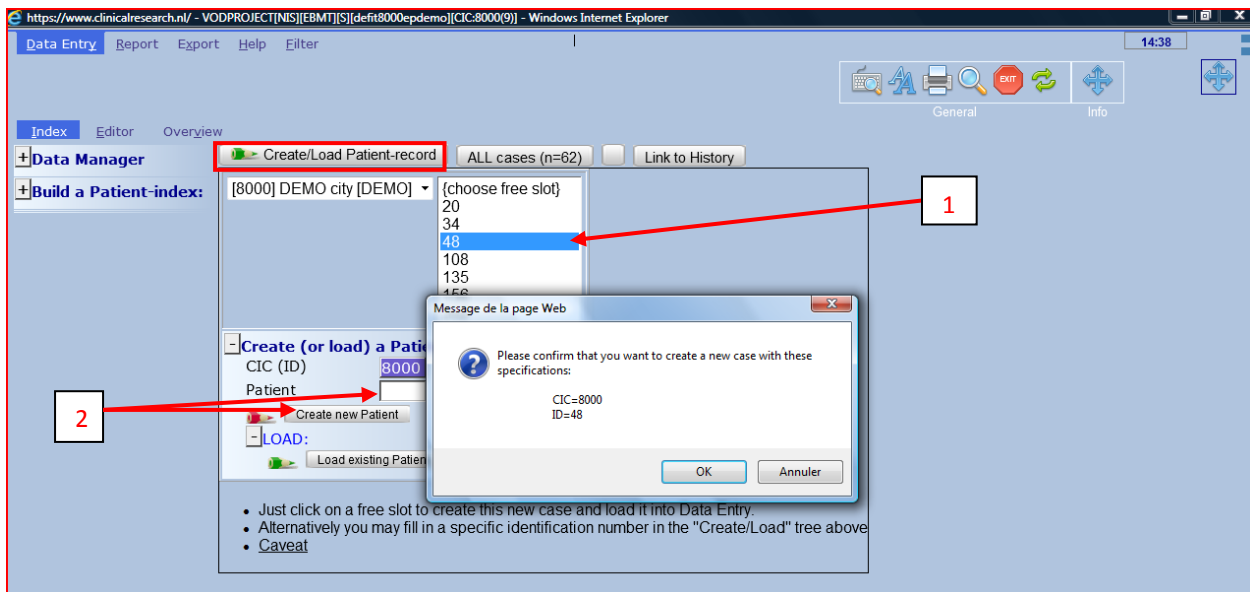 https://www.clinicalresearch.nl/ - VODPROJECT[NIS][EBMT][S][defit8000epdemo][CIC:8000(9)] - Windows Internet Explorer
Data Entry Report Export Help Filter 14:38
EXIT
General Info
Index Editor Overview
+Data Manager
+Build a Patient-index:
Create/Load Patient-record ALL cases (n=62) Link to History
[8000] DEMO city [DEMO]
{choose free slot}
20
34
48
108
135
156
1
Message de la page Web
Please confirm that you want to create a new case with these
specifications:
CIC=8000
ID=48
OK Annuler
-Create (or load) a Patie
CIC (ID) 8000
Patient
2
Create new Patient
-LOAD:
Load existing Patien
• Just click on a free slot to create this new case and load it into Data Entry.
• Alternatively you may fill in a specific identification number in the "Create/Load" tree above
• Caveat